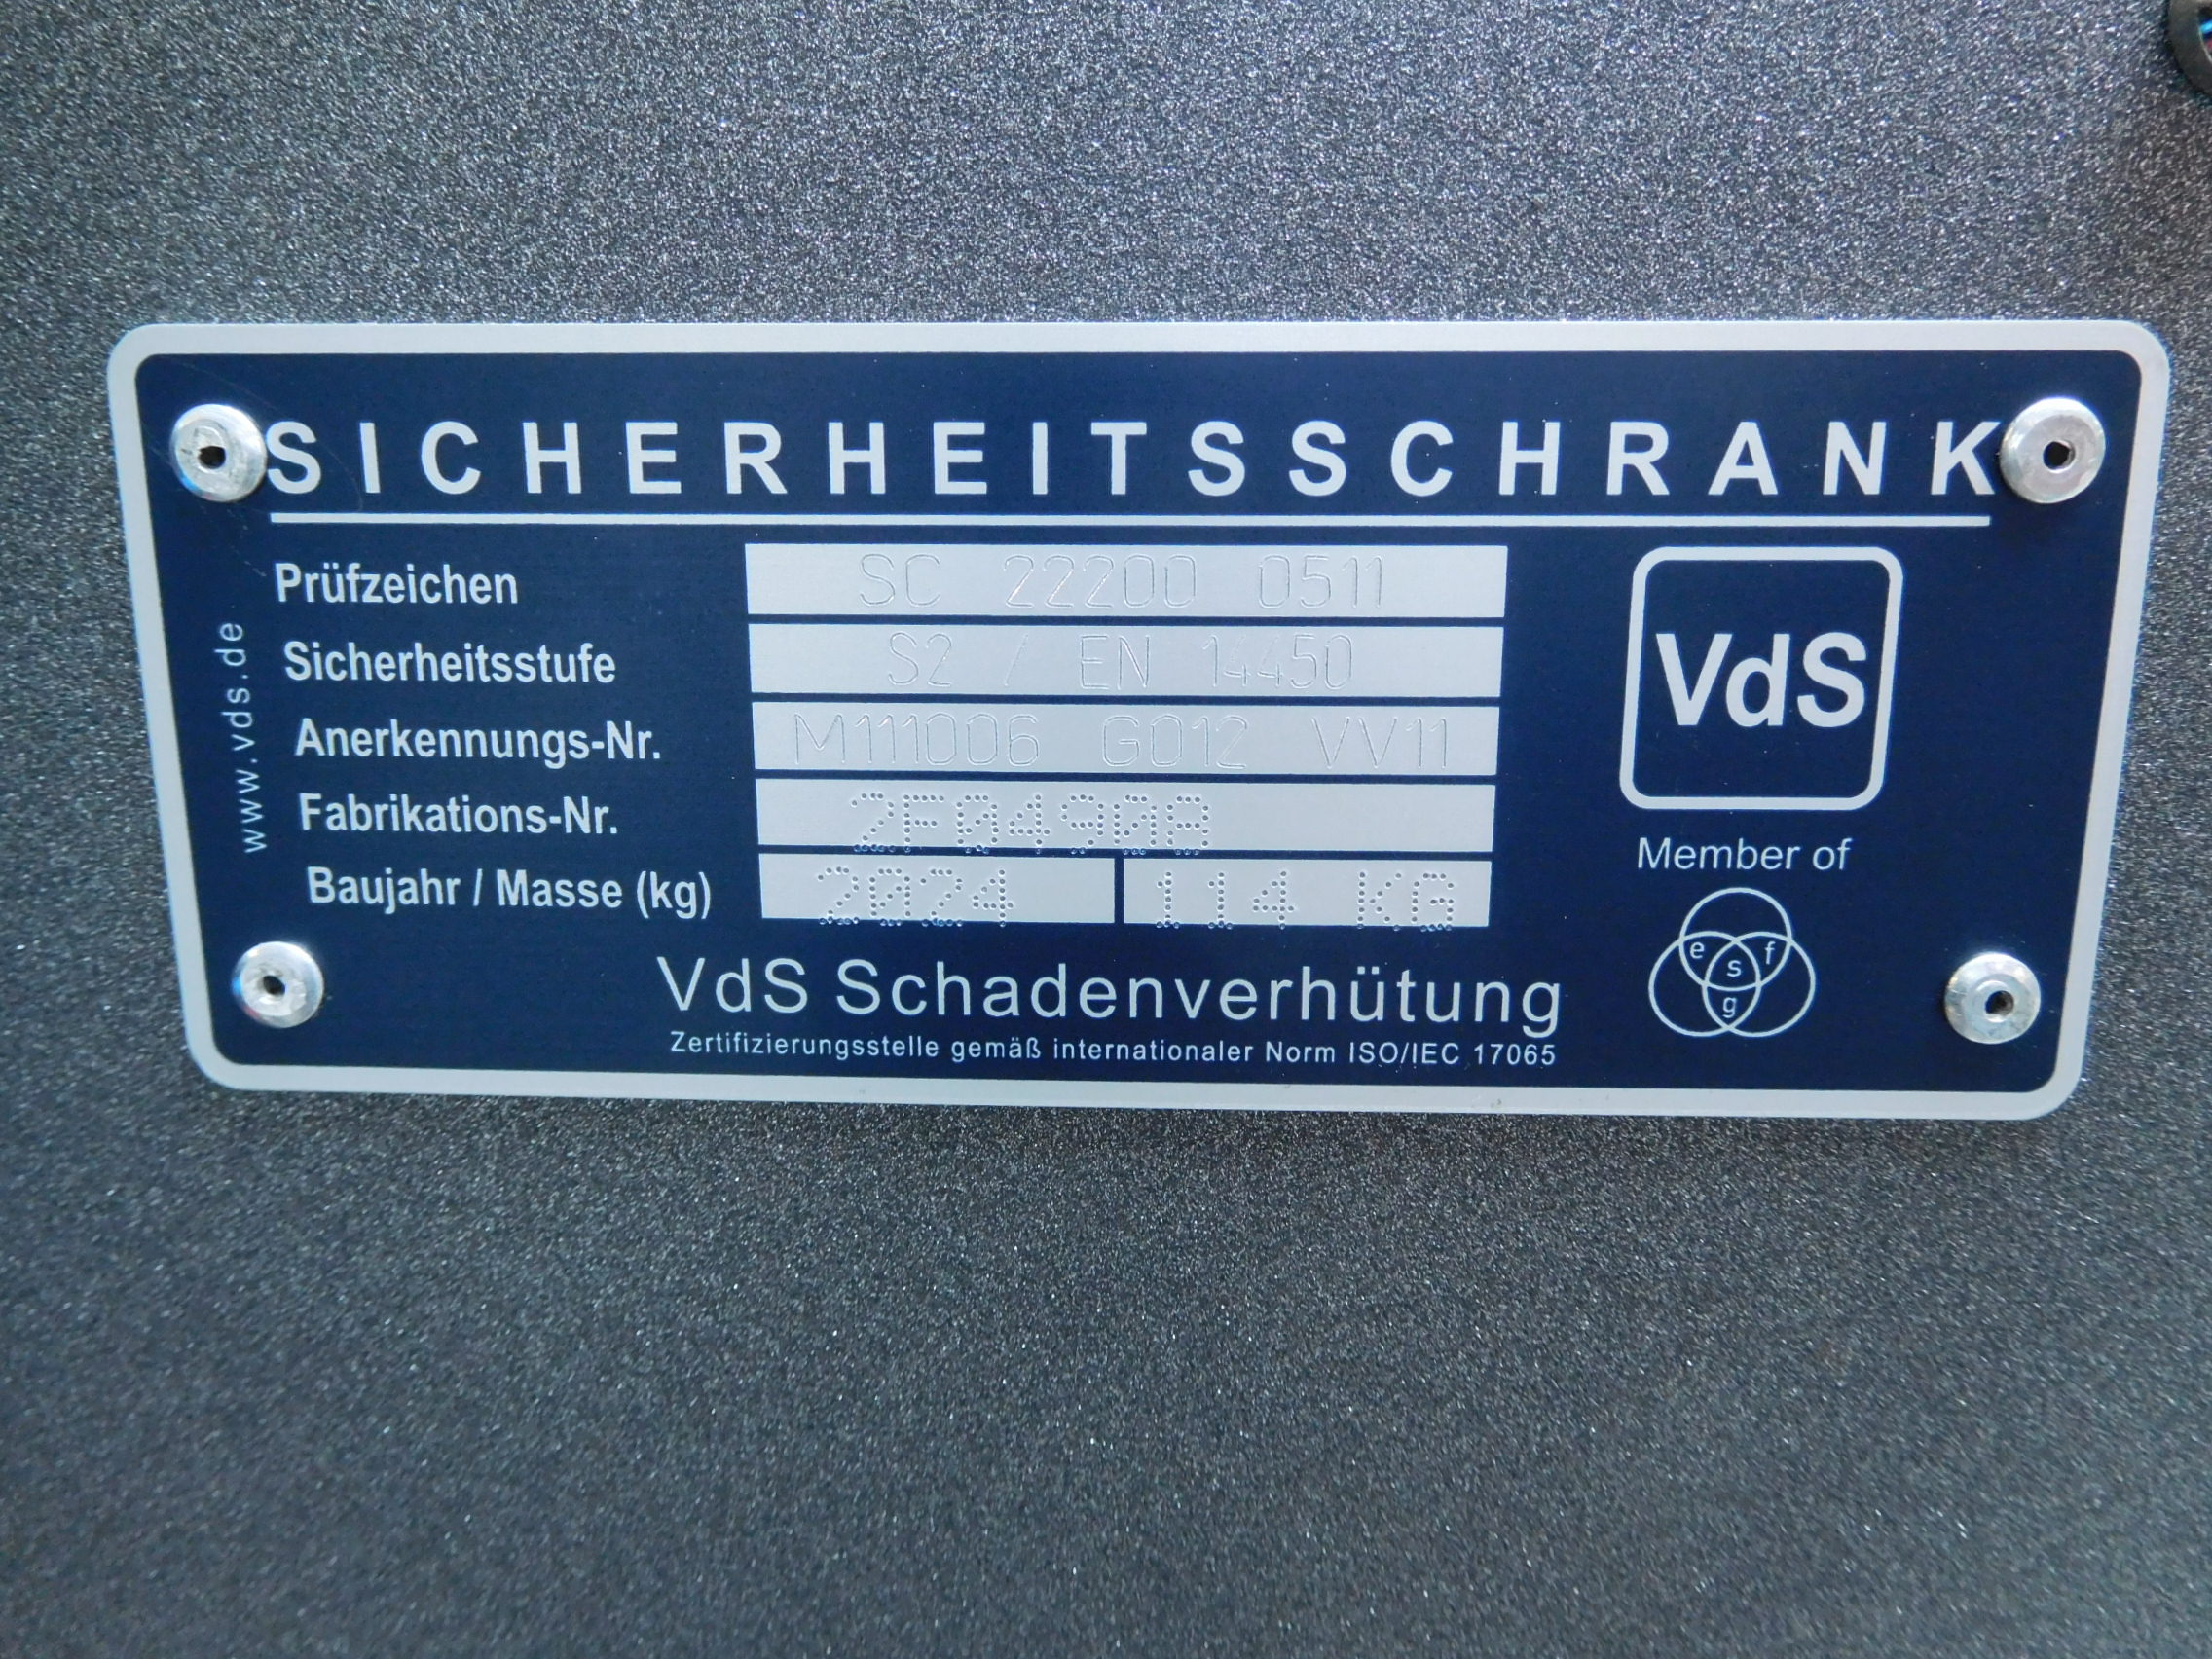 SICHERHEITSSCHRANK
Prüfzeichen SC 22200 0511
Sicherheitsstufe S2 / EN 14450
Anerkennungs-Nr. M111006 G012 VV11
Fabrikations-Nr. 2F04908
Baujahr / Masse (kg) 2024 114 KG
www.vds.de
VdS
Member of
e f
s
g
VdS Schadenverhütung
Zertifizierungsstelle gemäß internationaler Norm ISO/IEC 17065